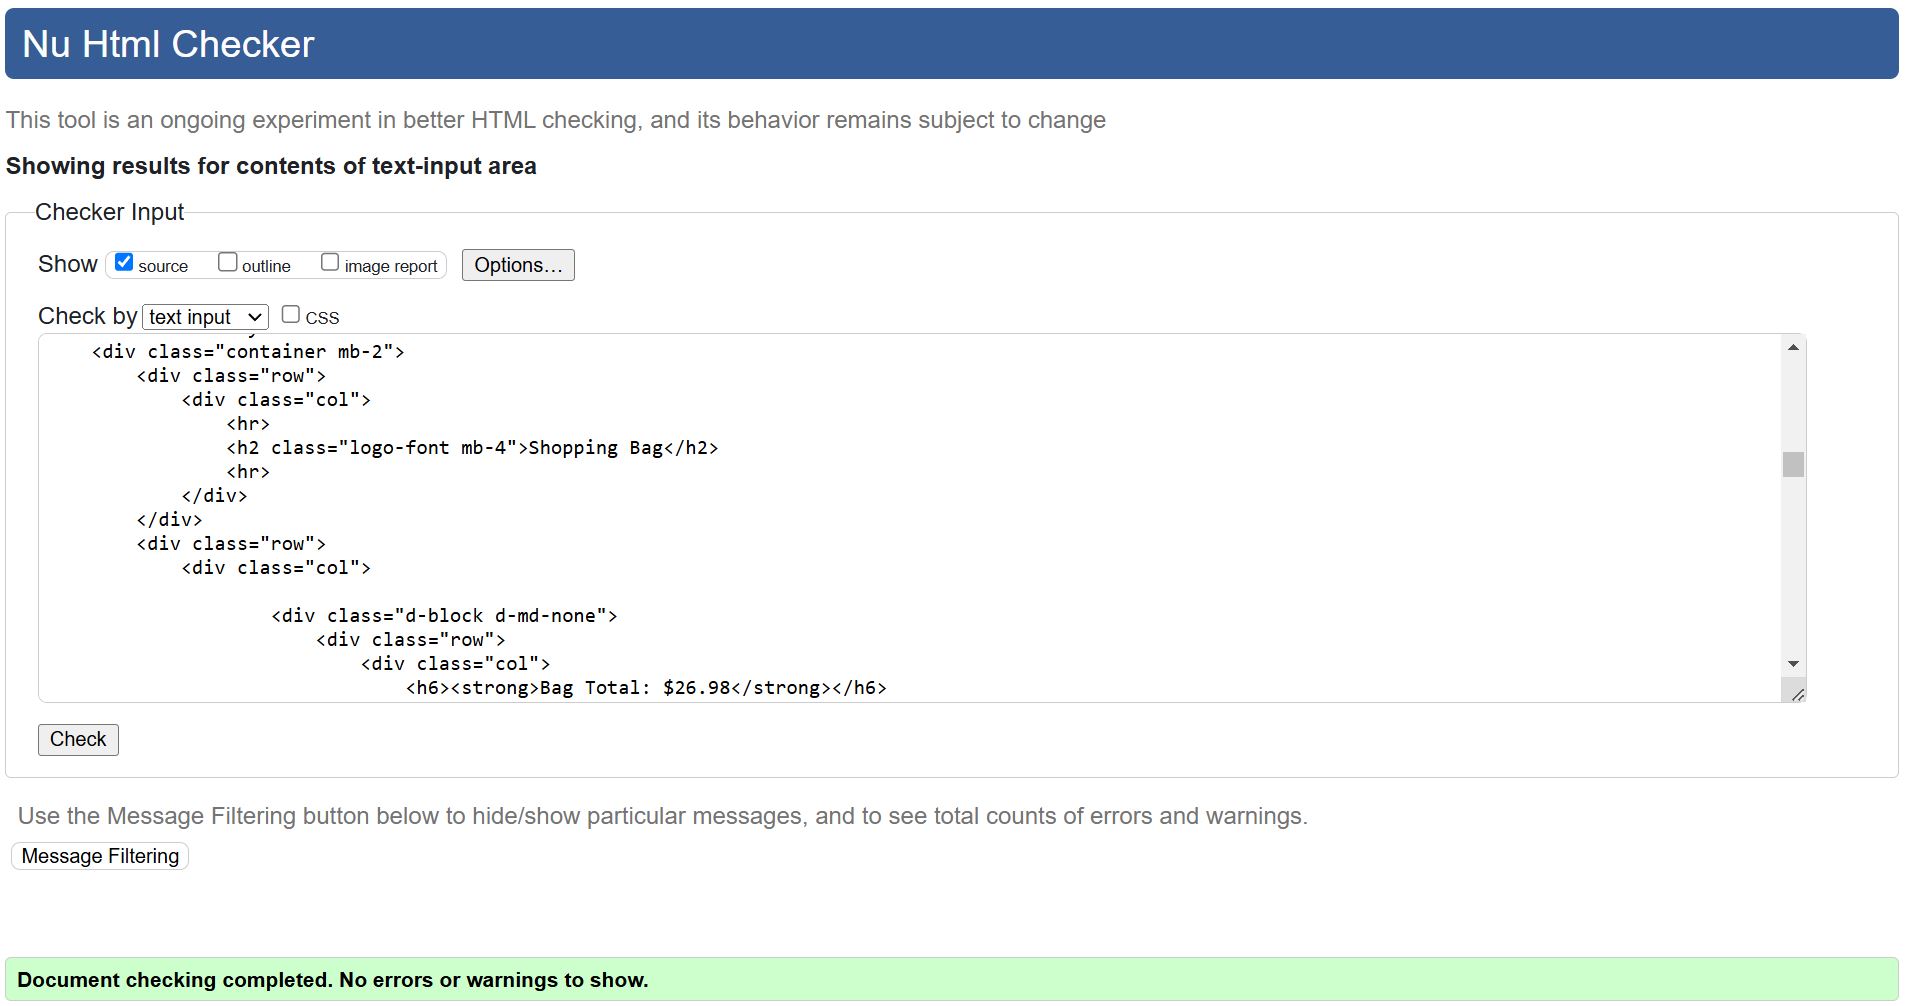 Nu Html Checker
This tool is an ongoing experiment in better HTML checking, and its behavior remains subject to change
Showing results for contents of text-input area
Checker Input
Show source outline image report Options...
Check by text input CSS
<div class="container mb-2">
<div class="row">
<div class="col">
<hr>
<h2 class="logo-font mb-4">Shopping Bag</h2>
<hr>
</div>
</div>
<div class="row">
<div class="col">
<div class="d-block d-md-none">
<div class="row">
<div class="col">
<h6><strong>Bag Total: $26.98</strong></h6>
Check
Use the Message Filtering button below to hide/show particular messages, and to see total counts of errors and warnings.
Message Filtering
Document checking completed. No errors or warnings to show.